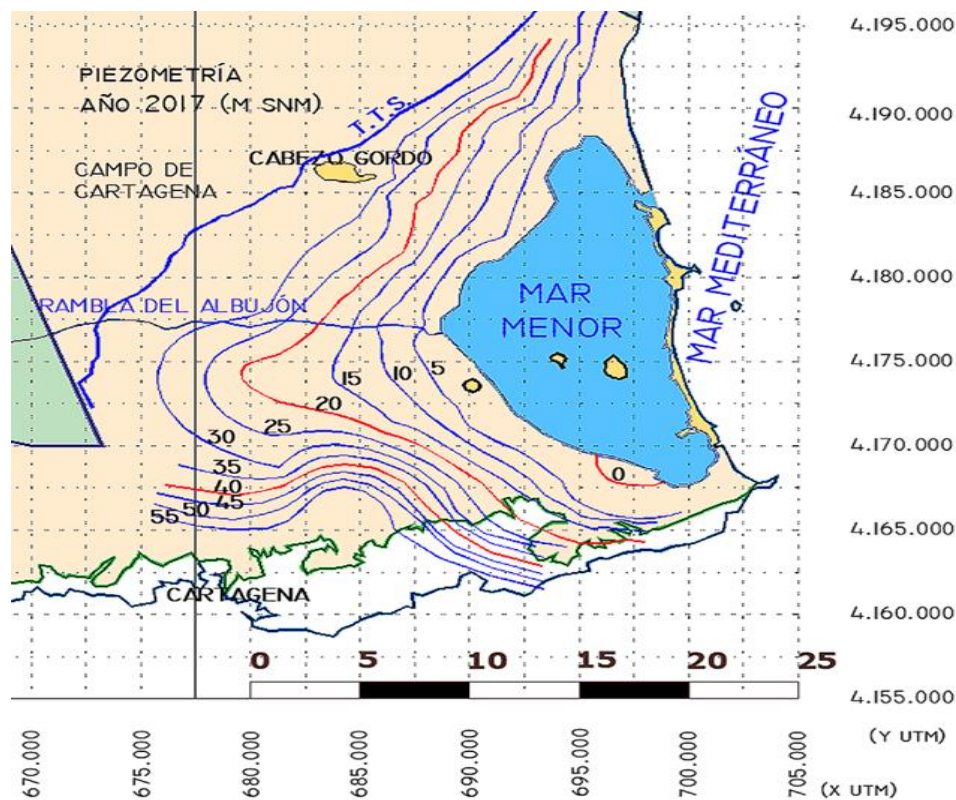 4.195.000
PIEZOMETRÍA
AÑO 2017 (M SNM)
T.T.S.
4.190.000
CABEZO GORDO
CAMPO DE
CARTAGENA
4.185.000
MAR MEDITERRÁNEO
4.180.000
RAMBLA DEL ALBUJÓN
MAR
MENOR
4.175.000
5
10
15
20
25
30
4.170.000
35
40
45
50
55
0
4.165.000
CARTAGENA
4.160.000
0 5 10 15 20 25
4.155.000
(Y UTM)
670.000 675.000 680.000 685.000 690.000 695.000 700.000 705.000
(X UTM)